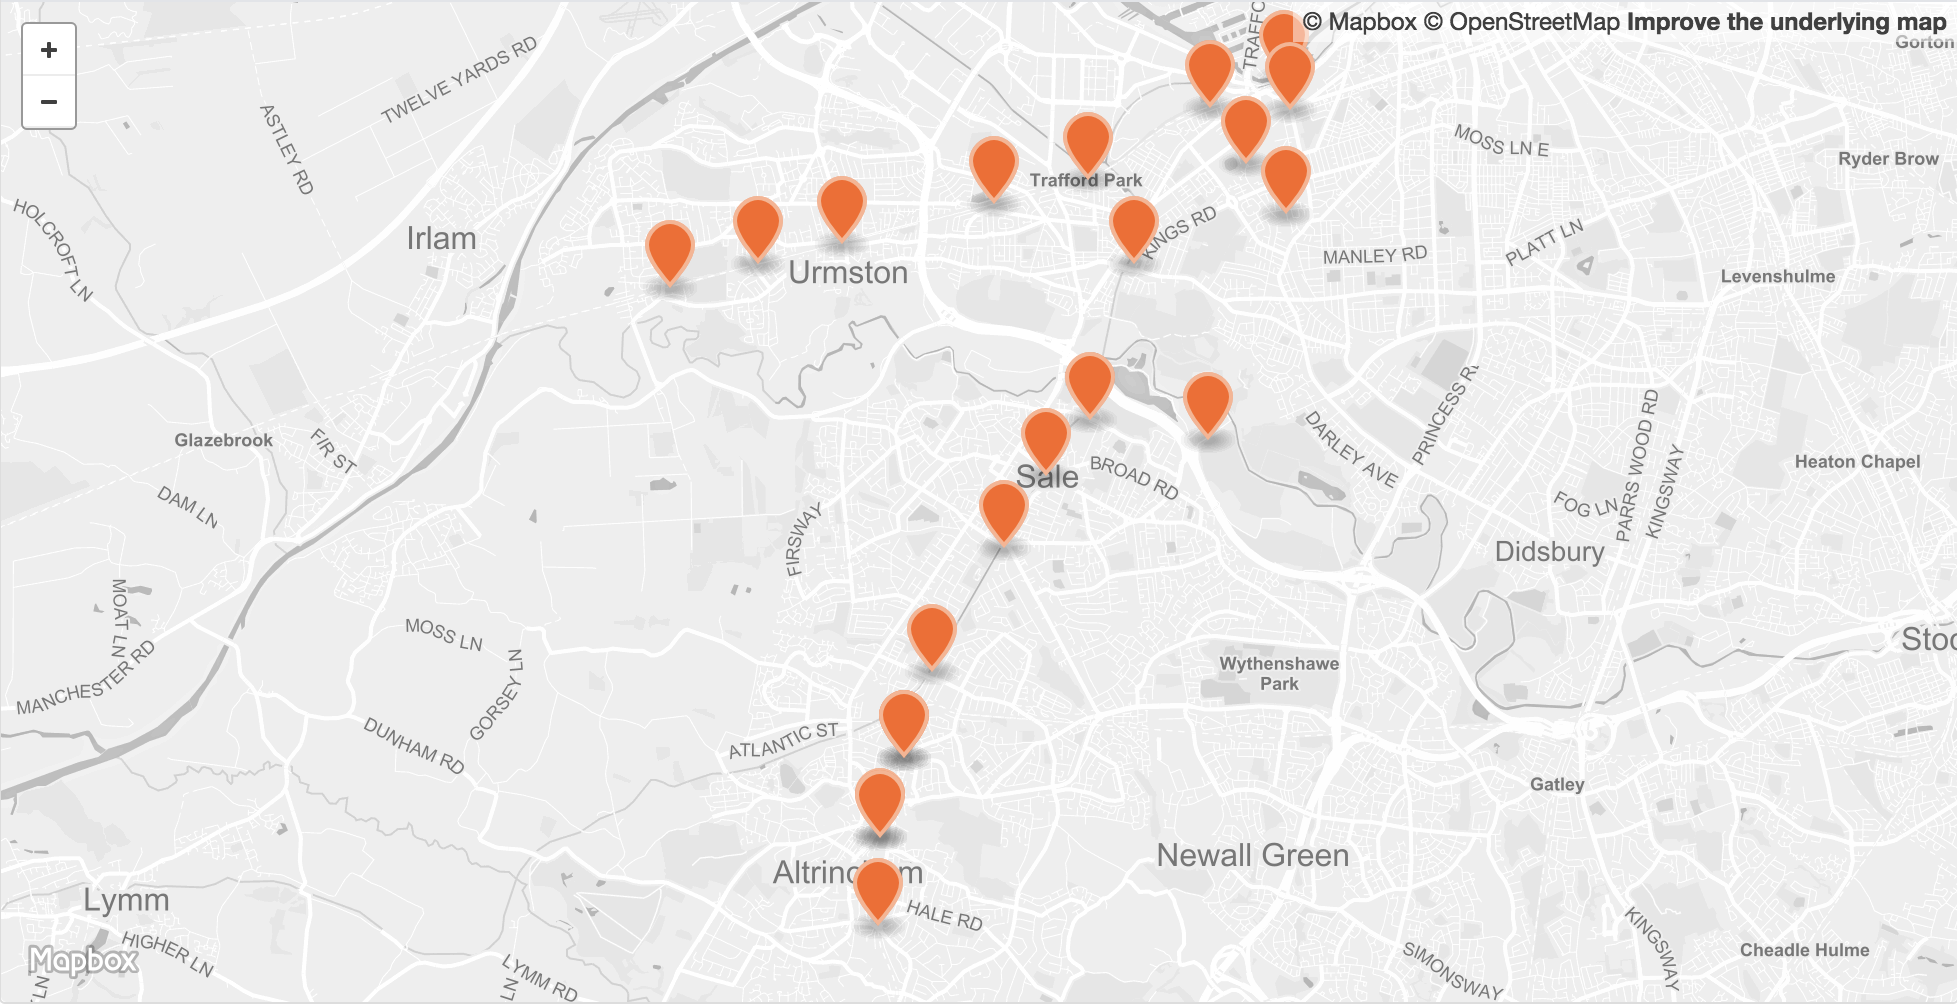 +
© Mapbox © OpenStreetMap Improve the underlying map
Gorton
−
TWELVE YARDS RD
ASTLEY RD
MOSS LN E
Ryder Brow
Trafford Park
HOLCROFT LN
Irlam
KINGS RD
Urmston
MANLEY RD
PLATT LN
Levenshulme
Glazebrook
FIR ST
DARLEY AVE
PARRS WOOD RD
KINGSWAY
Heaton Chapel
Sale
BROAD RD
DAM LN
FIRSWAY
FOG LN
Didsbury
MOAT LN
MOSS LN
MANCHESTER RD
GORSEY LN
Wythenshawe
Park
DUNHAM RD
ATLANTIC ST
Gatley
Newall Green
Lymm
HALE RD
HIGHER LN
Mapbox
LYMM RD
SIMONSWAY
KINGSWAY
Cheadle Hulme
LN
LN